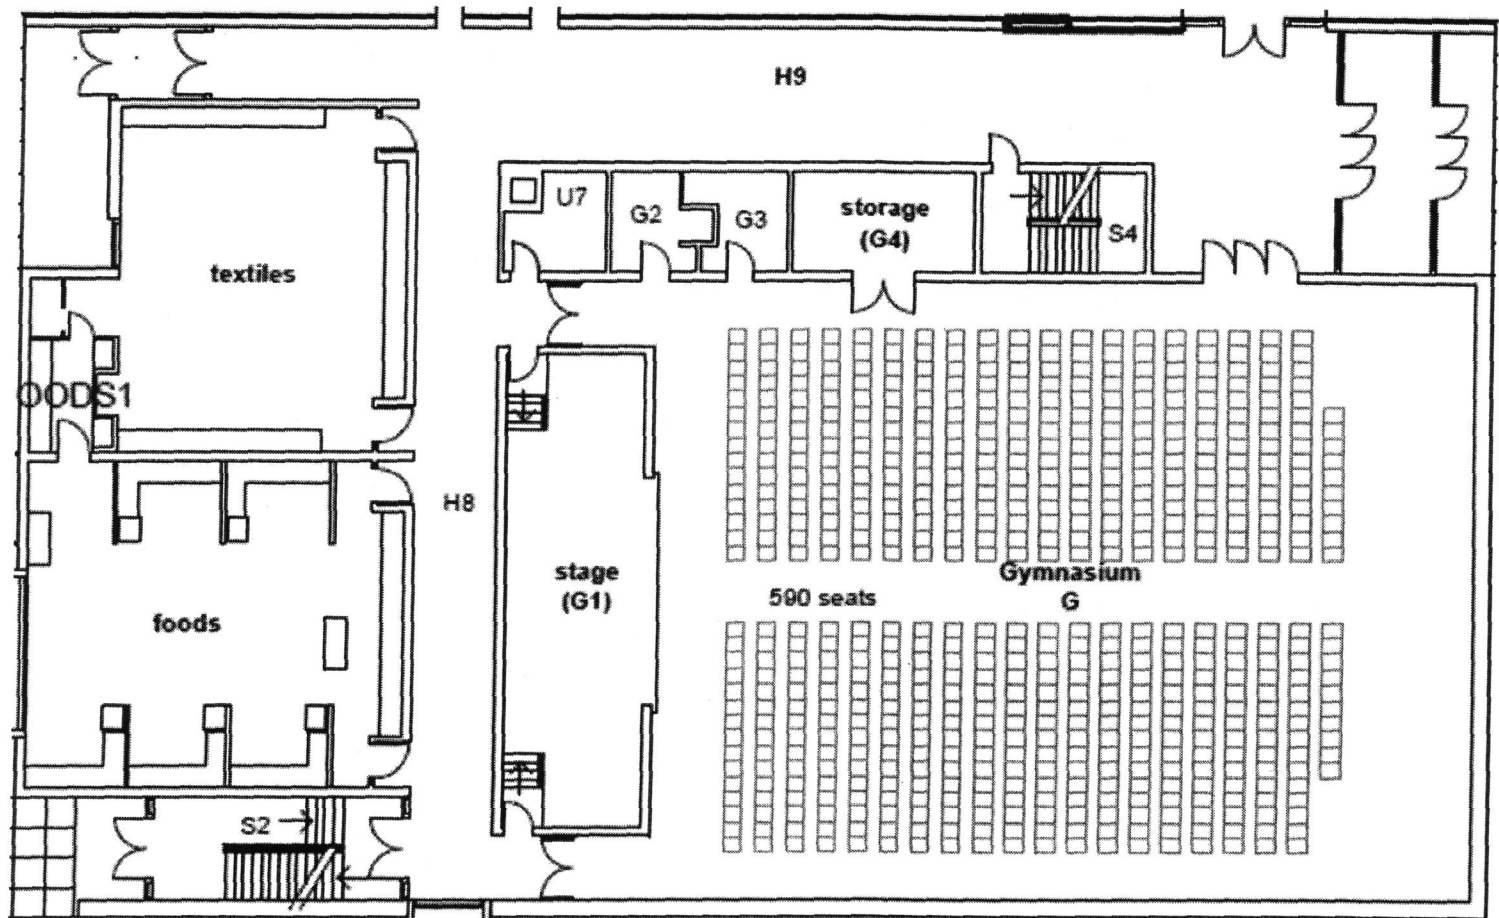 H9
U7
G2
G3
storage
(G4)
S4
textiles
OODS1
H8
stage
(G1)
Gymnasium
G
590 seats
foods
S2